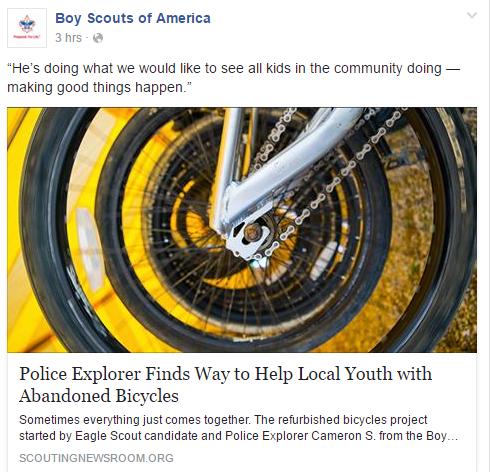 Boy Scouts of America
3 hrs ·
“He’s doing what we would like to see all kids in the community doing —
making good things happen.”
Police Explorer Finds Way to Help Local Youth with
Abandoned Bicycles
Sometimes everything just comes together. The refurbished bicycles project
started by Eagle Scout candidate and Police Explorer Cameron S. from the Boy...
SCOUTINGNEWSROOM.ORG